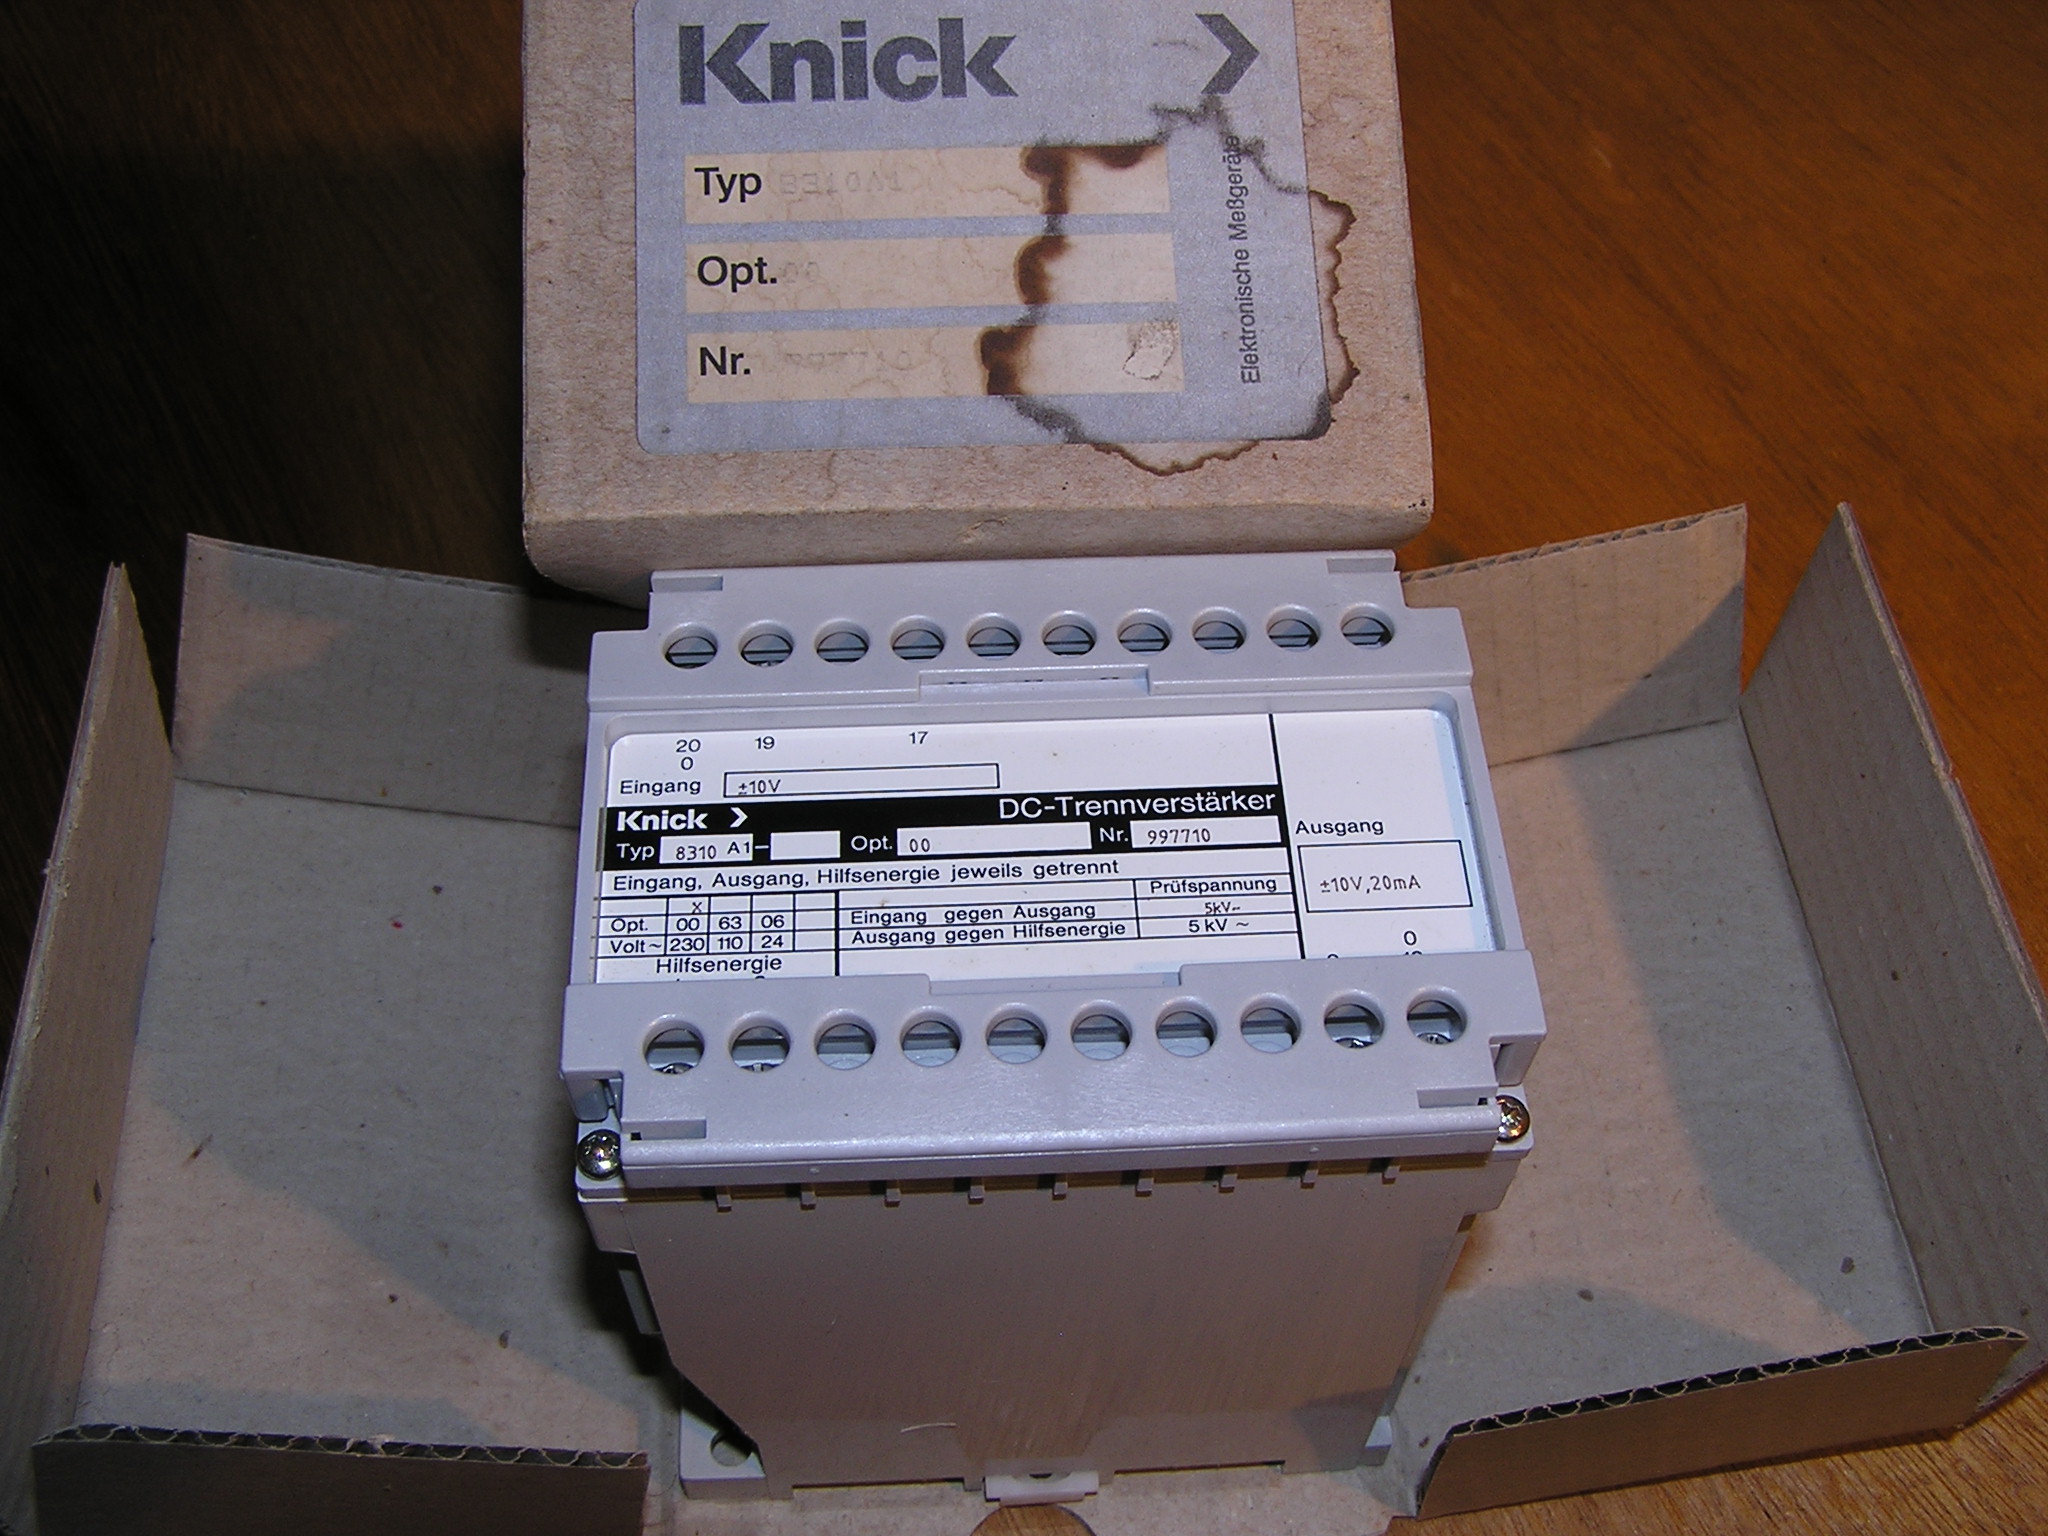 Knick
Typ
Opt. 00
Nr.
Elektronische Meßgeräte
20 19 17
0
Eingang ±10V
Knick DC-Trennverstärker
Typ 8310 A1- Opt. 00 Nr. 997710
Eingang, Ausgang, Hilfsenergie jeweils getrennt
Prüfspannung
X
Eingang gegen Ausgang 5kV~
Opt. 00 63 06
Ausgang gegen Hilfsenergie 5 kV ~
Volt ~ 230 110 24
Hilfsenergie
Ausgang
±10V,20mA
0